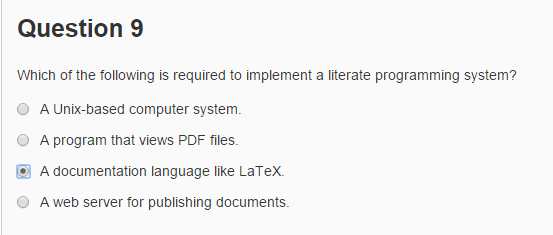 Question 9
Which of the following is required to implement a literate programming system?
A Unix-based computer system.
A program that views PDF files.
A documentation language like LaTeX.
A web server for publishing documents.